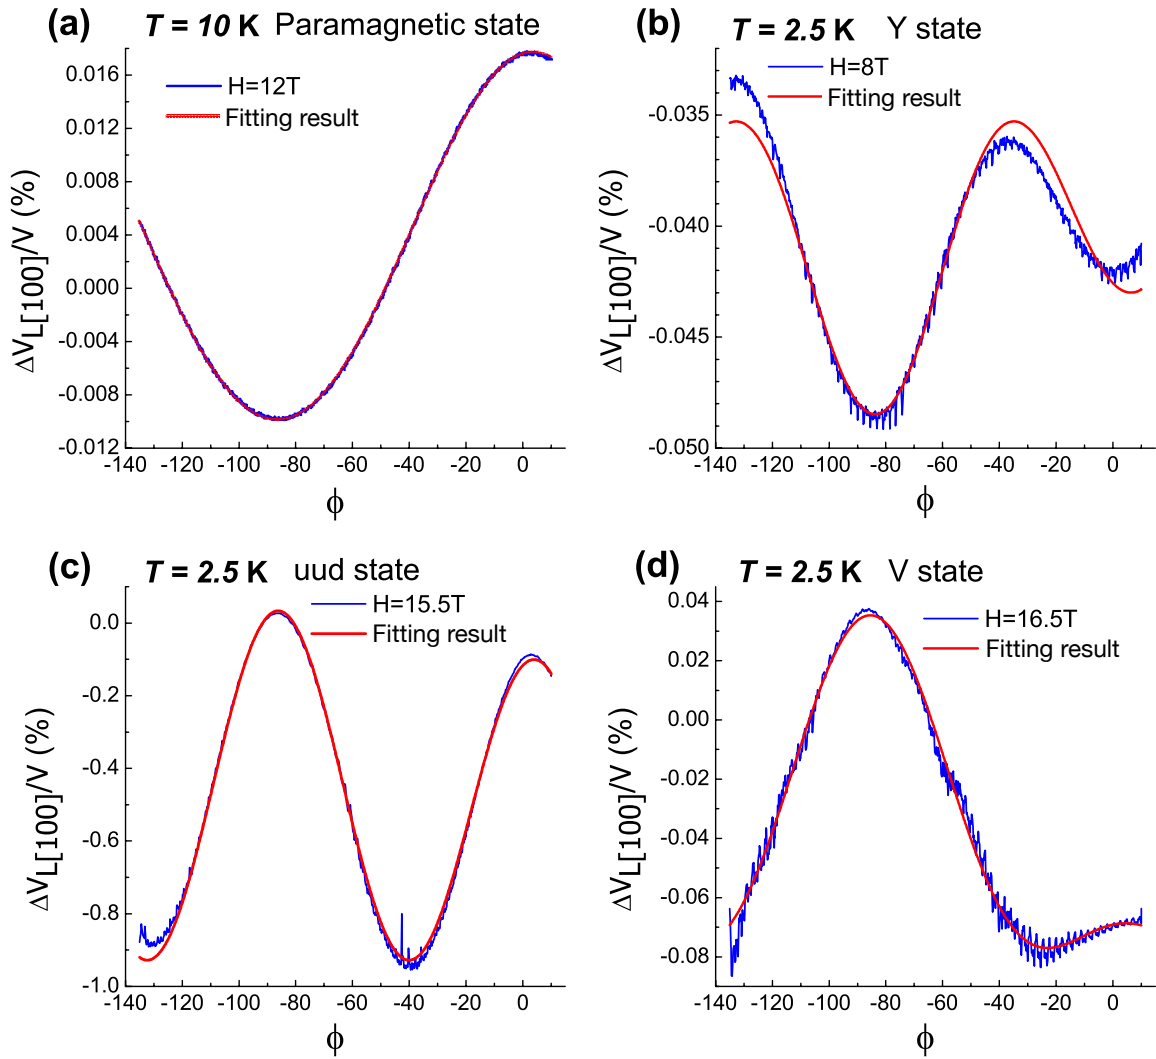 (a) T = 10 K Paramagnetic state
H=12T
Fitting result
0.016
0.012
0.008
0.004
0.000
-0.004
-0.008
-0.012
-140 -120 -100 -80 -60 -40 -20 0
ΔV_L[100]/V (%)
ϕ
(b) T = 2.5 K Y state
H=8T
Fitting result
-0.035
-0.040
-0.045
-0.050
-140 -120 -100 -80 -60 -40 -20 0
ΔV_L[100]/V (%)
ϕ
(c) T = 2.5 K uud state
H=15.5T
Fitting result
0.0
-0.2
-0.4
-0.6
-0.8
-1.0
-140 -120 -100 -80 -60 -40 -20 0
ΔV_L[100]/V (%)
ϕ
(d) T = 2.5 K V state
H=16.5T
Fitting result
0.04
0.02
0.00
-0.02
-0.04
-0.06
-0.08
-140 -120 -100 -80 -60 -40 -20 0
ΔV_L[100]/V (%)
ϕ